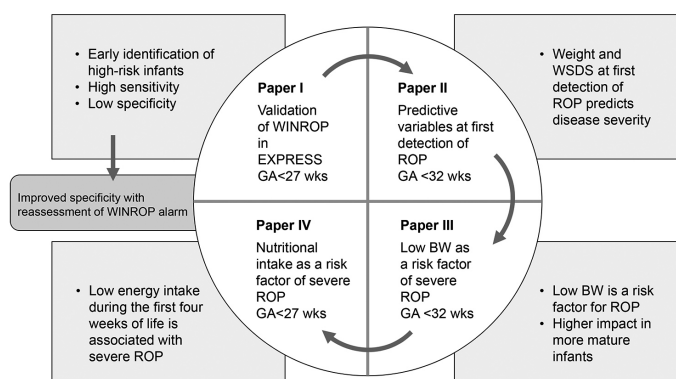 • Early identification of
high-risk infants
• High sensitivity
• Low specificity
Improved specificity with
reassessment of WINROP alarm
Paper I
Validation
of WINROP
in
EXPRESS
GA<27 wks
Paper II
Predictive
variables at first
detection of
ROP
GA <32 wks
• Weight and
WSDS at first
detection of
ROP predicts
disease severity
Paper IV
Nutritional
intake as a risk
factor of severe
ROP
GA<27 wks
Paper III
Low BW as
a risk factor
of severe
ROP
GA <32 wks
• Low energy intake
during the first four
weeks of life is
associated with
severe ROP
• Low BW is a risk
factor for ROP
• Higher impact in
more mature
infants